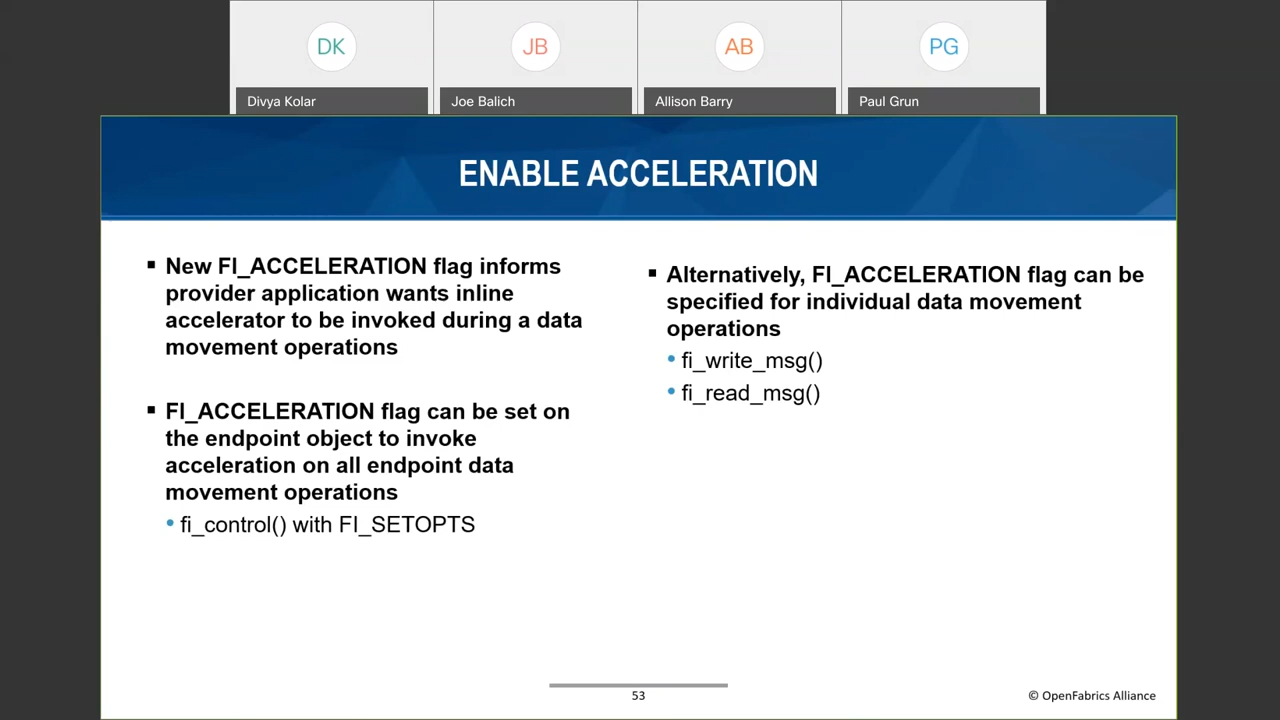 DK
JB
AB
PG
Divya Kolar
Joe Balich
Allison Barry
Paul Grun
ENABLE ACCELERATION
▪ New FI_ACCELERATION flag informs
provider application wants inline
accelerator to be invoked during a data
movement operations
▪ FI_ACCELERATION flag can be set on
the endpoint object to invoke
acceleration on all endpoint data
movement operations
• fi_control() with FI_SETOPTS
▪ Alternatively, FI_ACCELERATION flag can be
specified for individual data movement
operations
• fi_write_msg()
• fi_read_msg()
53
© OpenFabrics Alliance